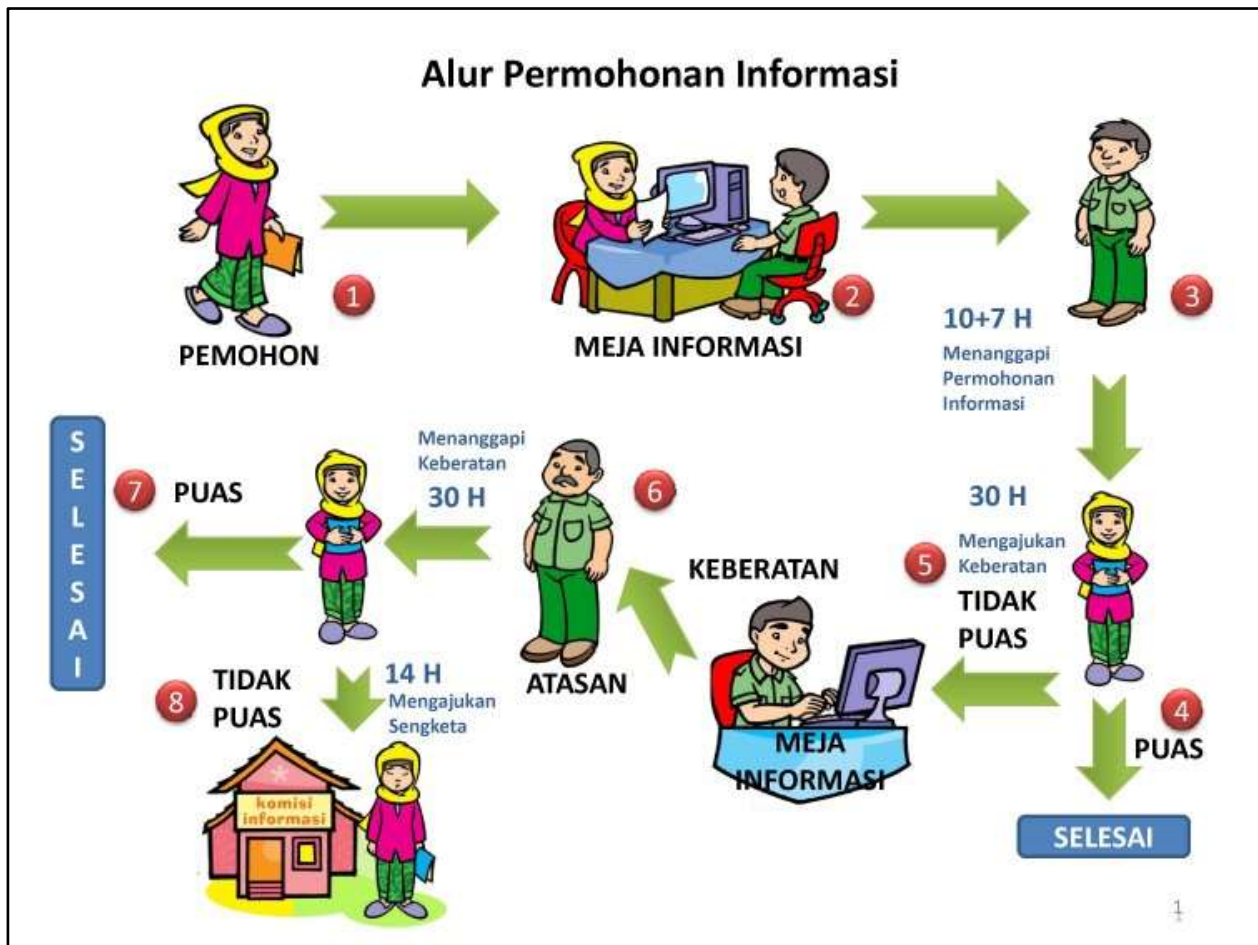 Alur Permohonan Informasi
1
PEMOHON
2
MEJA INFORMASI
3
10+7 H
Menanggapi
Permohonan
Informasi
4
PUAS
SELESAI
30 H
Mengajukan
Keberatan
5
TIDAK
PUAS
KEBERATAN
MEJA
INFORMASI
6
ATASAN
Menanggapi
Keberatan
30 H
7
PUAS
SELESAI
8
TIDAK
PUAS
14 H
Mengajukan
Sengketa
komisi
informasi
1